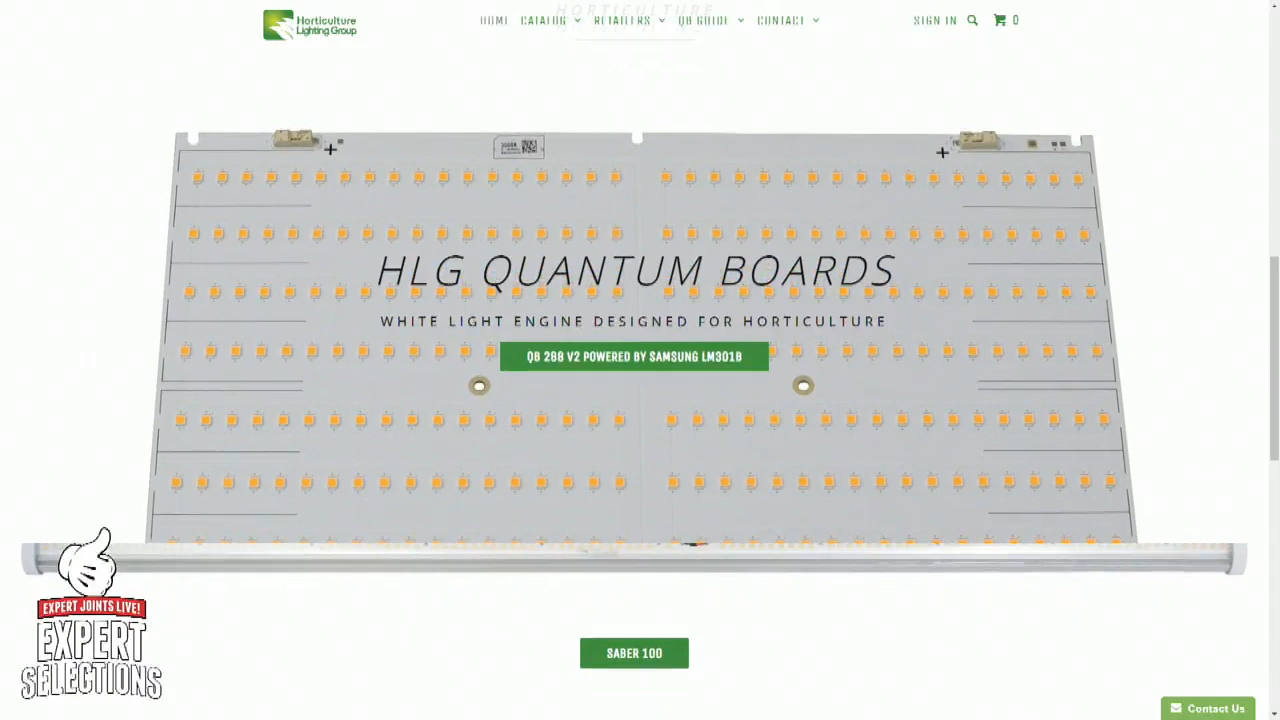 HORTICULTURE
Horticulture
Lighting Group
HOME CATALOG RETAILERS QB GUIDE CONTACT
SIGN IN 0
HLG QUANTUM BOARDS
WHITE LIGHT ENGINE DESIGNED FOR HORTICULTURE
QB 288 V2 POWERED BY SAMSUNG LM301B
EXPERT JOINTS LIVE!
EXPERT
SELECTIONS
SABER 100
Contact Us